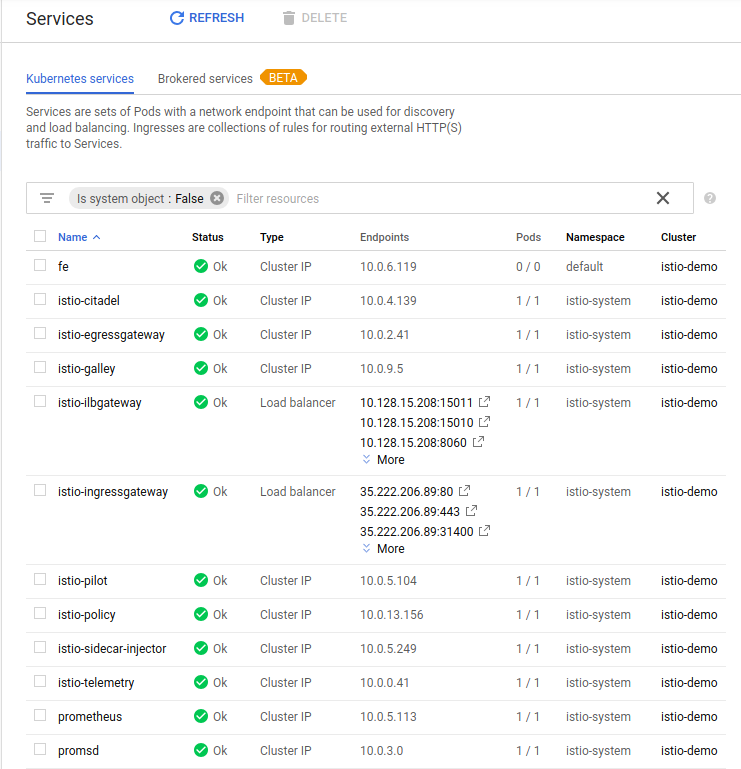 Services REFRESH DELETE
Kubernetes services Brokered services BETA
Services are sets of Pods with a network endpoint that can be used for discovery
and load balancing. Ingresses are collections of rules for routing external HTTP(S)
traffic to Services.
Is system object : False Filter resources
Name Status Type Endpoints Pods Namespace Cluster
fe Ok Cluster IP 10.0.6.119 0 / 0 default istio-demo
istio-citadel Ok Cluster IP 10.0.4.139 1 / 1 istio-system istio-demo
istio-egressgateway Ok Cluster IP 10.0.2.41 1 / 1 istio-system istio-demo
istio-galley Ok Cluster IP 10.0.9.5 1 / 1 istio-system istio-demo
istio-ilbgateway Ok Load balancer 10.128.15.208:15011 1 / 1 istio-system istio-demo
10.128.15.208:15010
10.128.15.208:8060
More
istio-ingressgateway Ok Load balancer 35.222.206.89:80 1 / 1 istio-system istio-demo
35.222.206.89:443
35.222.206.89:31400
More
istio-pilot Ok Cluster IP 10.0.5.104 1 / 1 istio-system istio-demo
istio-policy Ok Cluster IP 10.0.13.156 1 / 1 istio-system istio-demo
istio-sidecar-injector Ok Cluster IP 10.0.5.249 1 / 1 istio-system istio-demo
istio-telemetry Ok Cluster IP 10.0.0.41 1 / 1 istio-system istio-demo
prometheus Ok Cluster IP 10.0.5.113 1 / 1 istio-system istio-demo
promsd Ok Cluster IP 10.0.3.0 1 / 1 istio-system istio-demo